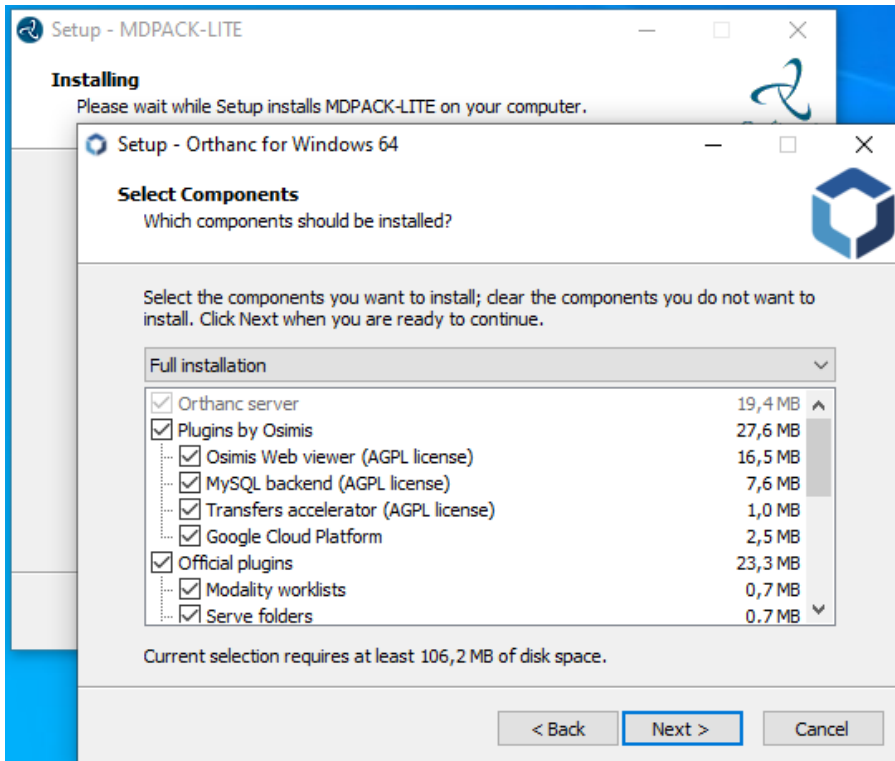 Setup - MDPACK-LITE
Installing
Please wait while Setup installs MDPACK-LITE on your computer.
Setup - Orthanc for Windows 64
Select Components
Which components should be installed?
Select the components you want to install; clear the components you do not want to
install. Click Next when you are ready to continue.
Full installation
Orthanc server 19,4 MB
Plugins by Osimis 27,6 MB
Osimis Web viewer (AGPL license) 16,5 MB
MySQL backend (AGPL license) 7,6 MB
Transfers accelerator (AGPL license) 1,0 MB
Google Cloud Platform 2,5 MB
Official plugins 23,3 MB
Modality worklists 0,7 MB
Serve folders 0,7 MB
Current selection requires at least 106,2 MB of disk space.
< Back Next > Cancel